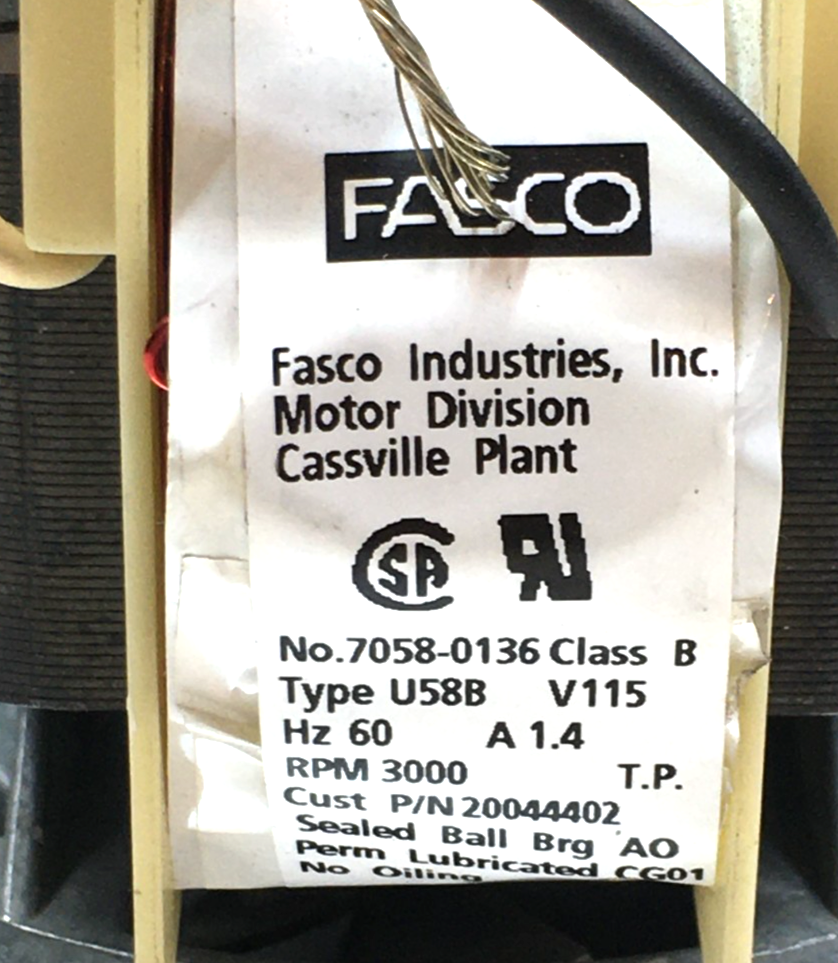 FASCO
Fasco Industries, Inc.
Motor Division
Cassville Plant
SA
No.7058-0136 Class B
Type U58B V115
Hz 60 A 1.4
RPM 3000 T.P.
Cust P/N 20044402
Sealed Ball Brg AO
Perm Lubricated CG01
No Oiling